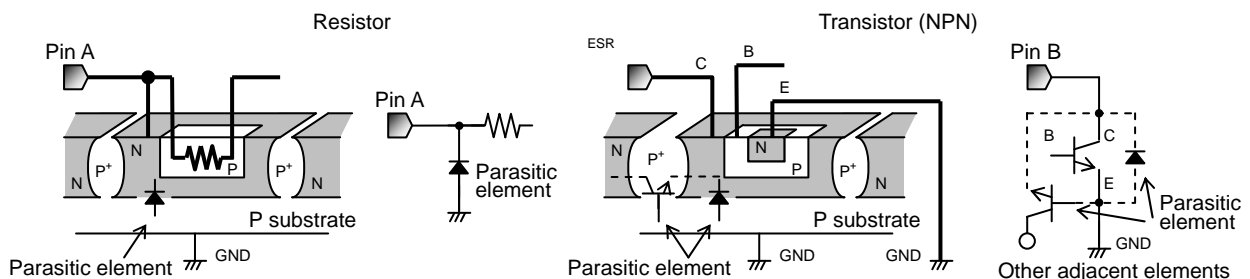 Resistor
Transistor (NPN)
Pin A
N
N
P+
P
P+
N
P substrate
Parasitic element
GND
Pin A
Parasitic
element
ESR
C
B
E
N
P+
N
P
P+
N
P substrate
Parasitic element
GND
GND
Pin B
B
C
E
GND
Parasitic
element
Other adjacent elements